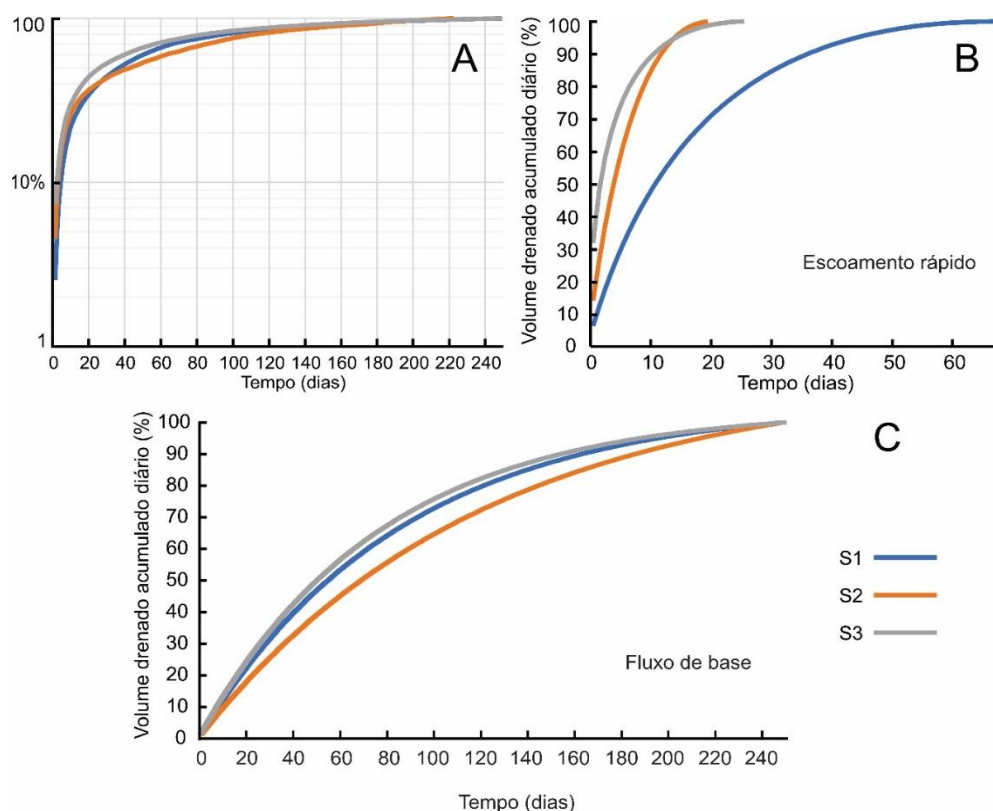 100
10%
1
0 20 40 60 80 100 120 140 160 180 200 220 240
Tempo (dias)
A
Volume drenado acumulado diário (%)
100
90
80
70
60
50
40
30
20
10
0
0 10 20 30 40 50 60
Tempo (dias)
B
Escoamento rápido
Volume drenado acumulado diário (%)
100
90
80
70
60
50
40
30
20
10
0
0 20 40 60 80 100 120 140 160 180 200 220 240
Tempo (dias)
C
Fluxo de base
S1
S2
S3